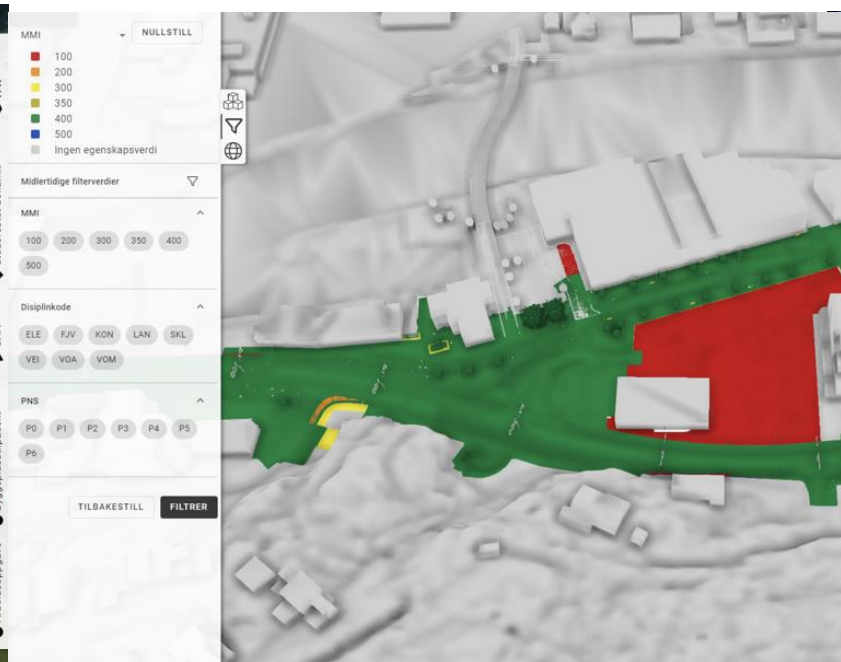 MMI NULLSTILL
100
200
300
350
400
500
Ingen egenskapsverdi
Midlertidige filterverdier
MMI
100 200 300 350 400
500
Disiplinkode
ELE FJV KON LAN SKL
VEI VOA VOM
PNS
P0 P1 P2 P3 P4 P5
P6
TILBAKESTILL FILTRER